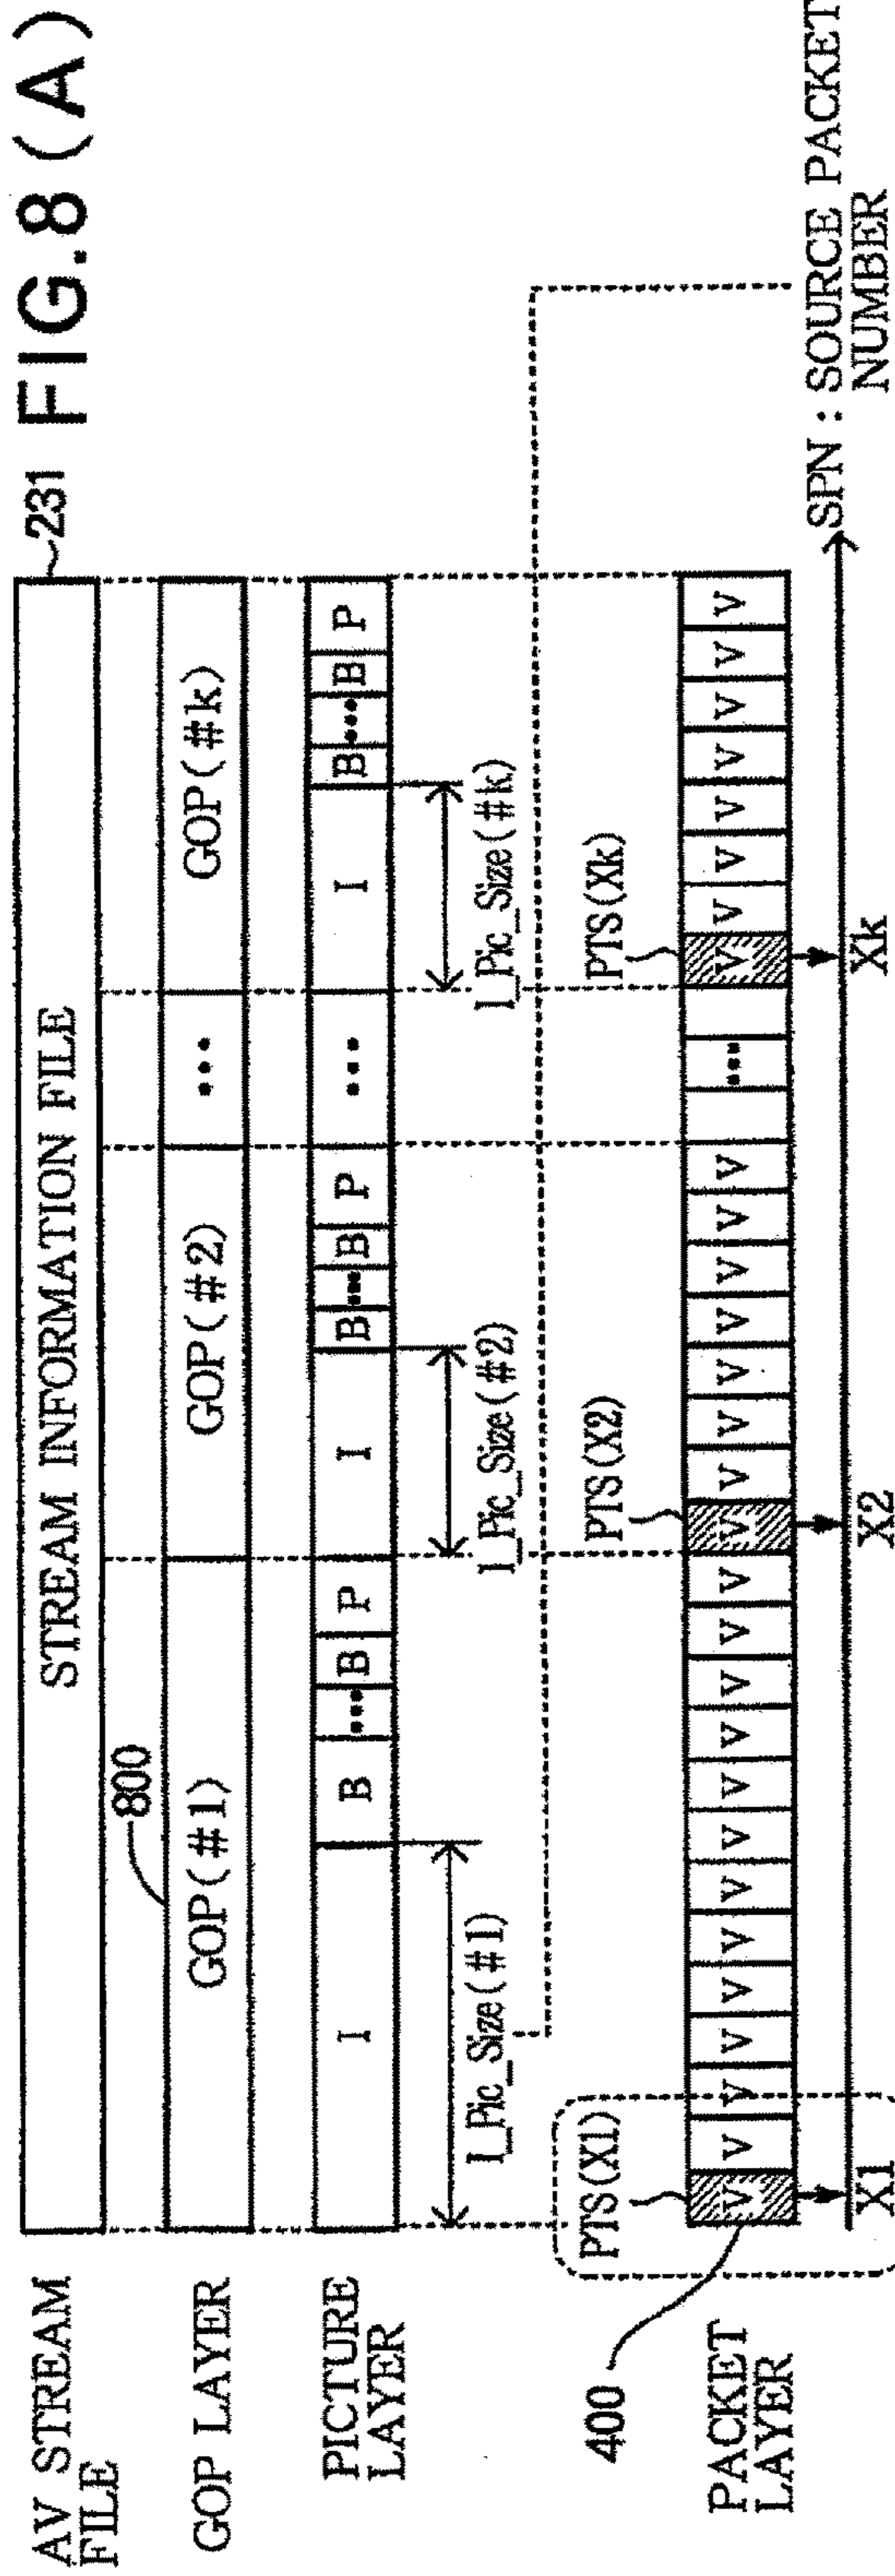 FIG.8(A)
231
AV STREAM
FILE
STREAM INFORMATION FILE
800
GOP LAYER
GOP(#1)
GOP(#2)
•••
GOP(#k)
PICTURE
LAYER
I B ••• B P I B ••• B P ••• I B ••• B P
I_Pic_Size(#1)
I_Pic_Size(#2)
I_Pic_Size(#k)
PTS(X1)
PTS(X2)
PTS(Xk)
400
PACKET
LAYER
V V V V V V V V V V V V V V V V V V V V V ••• V V V V V V V V
X1
X2
Xk
SPN : SOURCE PACKET
NUMBER